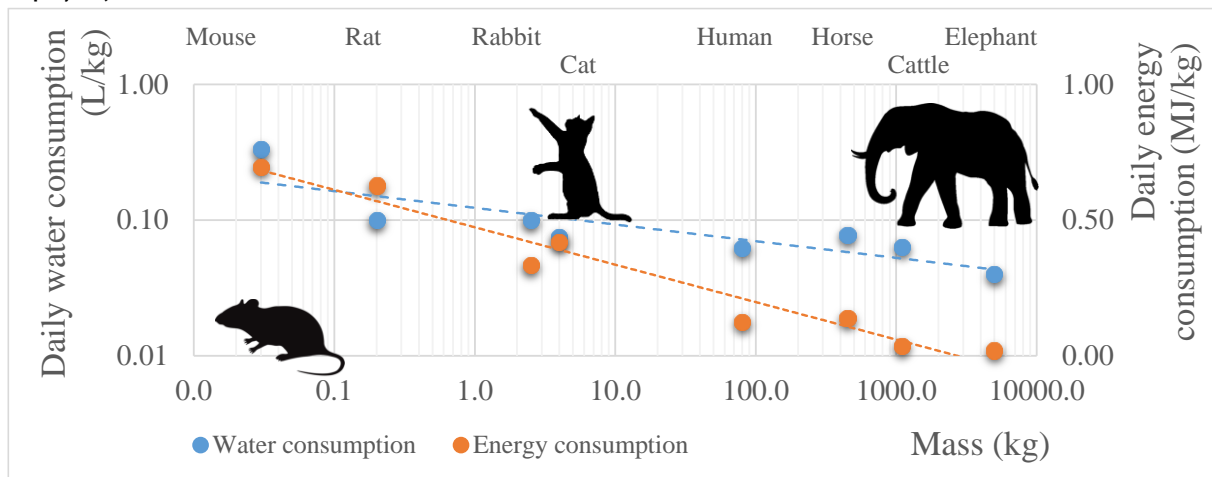 Mouse Rat Rabbit Human Horse Elephant
Cat Cattle
Daily water consumption
(L/kg)
1.00
0.10
0.01
Daily energy
consumption (MJ/kg)
1.00
0.50
0.00
0.0 0.1 1.0 10.0 100.0 1000.0 10000.0
Water consumption Energy consumption Mass (kg)